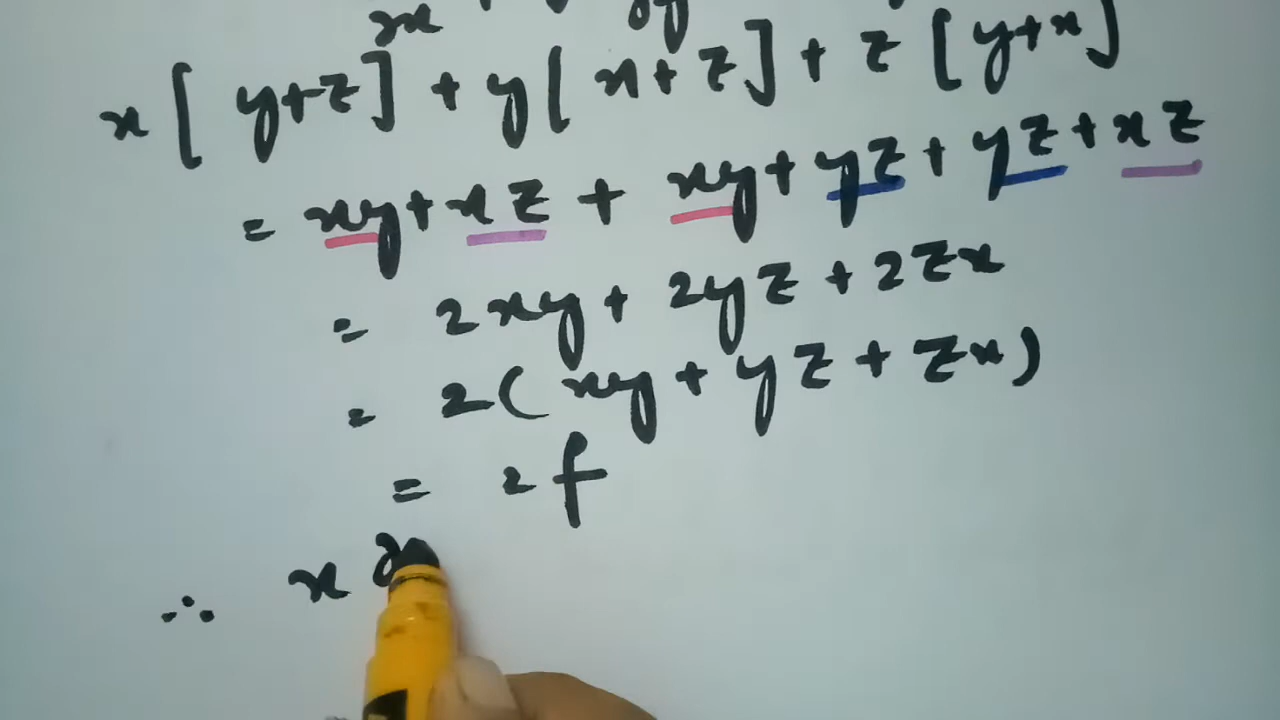 ∂x + ∂y
x [ y+z ] + y [ x+z ] + z [ y+x ]
= xy + xz + xy + yz + yz + xz
= 2xy + 2yz + 2zx
= 2 ( xy + yz + zx )
= 2f
∴ x ∂